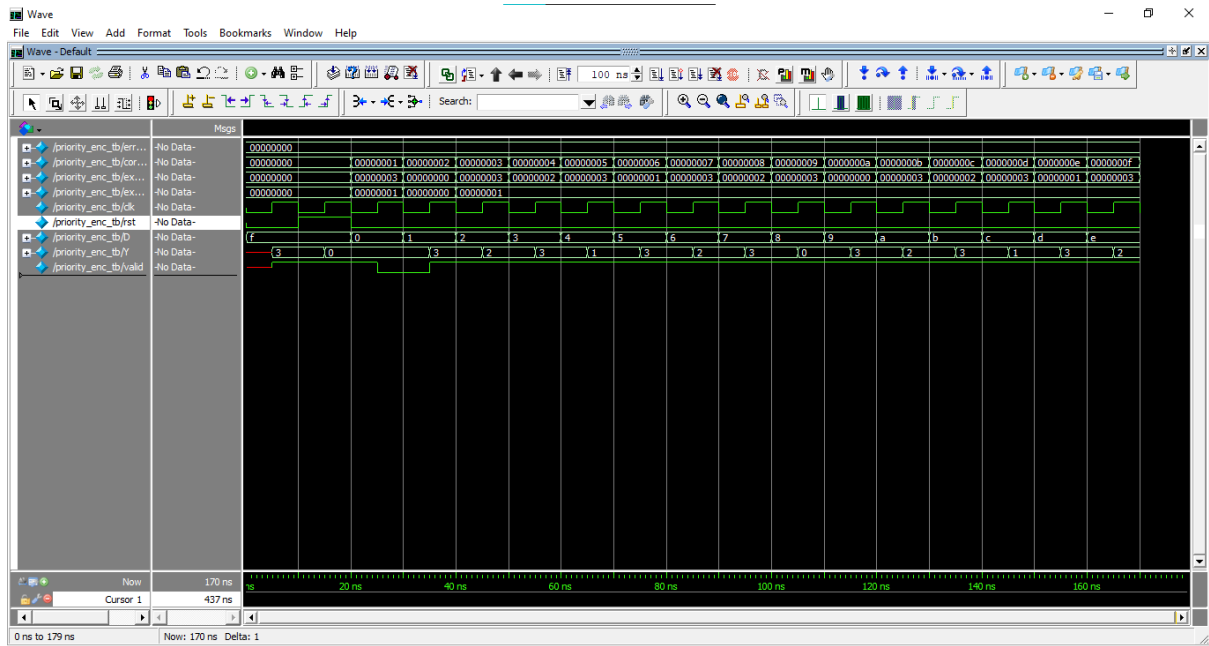 Wave
File Edit View Add Format Tools Bookmarks Window Help
Wave - Default
100 ns
Search:
Msgs
/priority_enc_tb/err... -No Data- 00000000
/priority_enc_tb/cor... -No Data- 00000000 00000001 00000002 00000003 00000004 00000005 00000006 00000007 00000008 00000009 0000000a 0000000b 0000000c 0000000d 0000000e 0000000f
/priority_enc_tb/ex... -No Data- 00000000 00000003 00000000 00000003 00000002 00000003 00000001 00000003 00000002 00000003 00000000 00000003 00000002 00000003 00000001 00000003
/priority_enc_tb/ex... -No Data- 00000000 00000001 00000000 00000001
/priority_enc_tb/clk -No Data-
/priority_enc_tb/rst -No Data-
/priority_enc_tb/D -No Data- f 0 1 2 3 4 5 6 7 8 9 a b c d e
/priority_enc_tb/Y -No Data- 3 0 3 2 3 1 3 2 3 0 3 2 3 1 3 2
/priority_enc_tb/valid -No Data-
Now 170 ns ns 20 ns 40 ns 60 ns 80 ns 100 ns 120 ns 140 ns 160 ns
Cursor 1 437 ns
0 ns to 179 ns Now: 170 ns Delta: 1